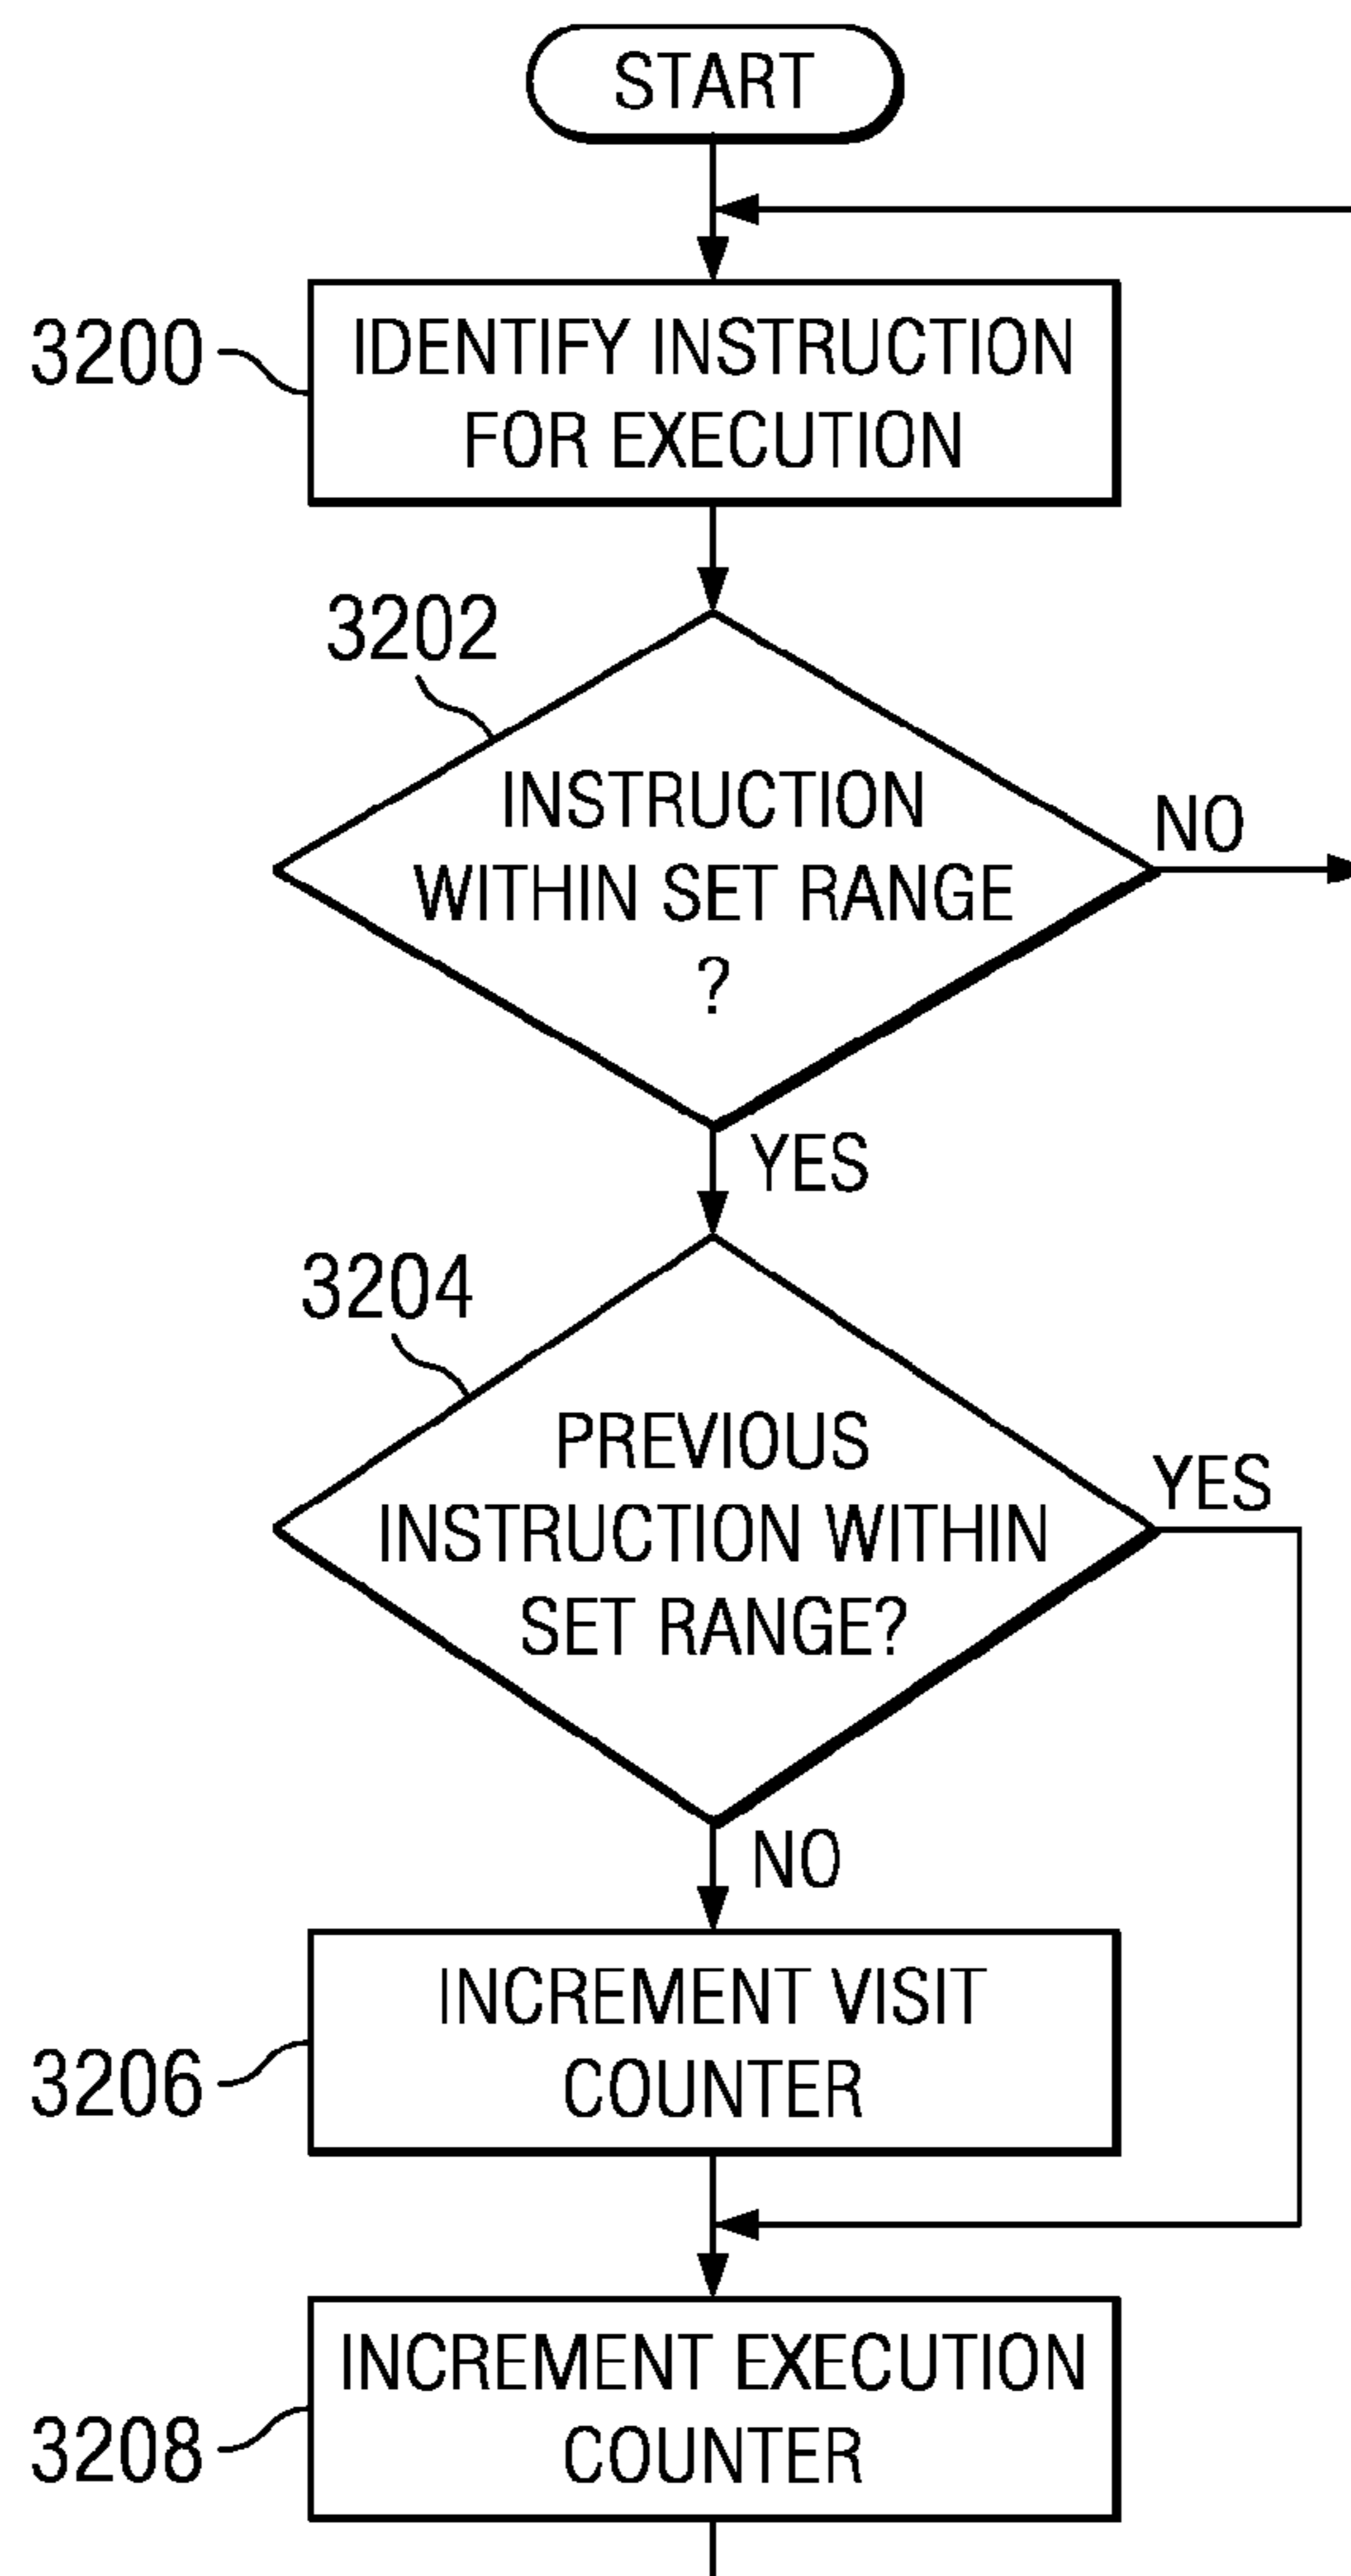 START
3200
IDENTIFY INSTRUCTION
FOR EXECUTION
3202
INSTRUCTION
WITHIN SET RANGE
?
NO
YES
3204
PREVIOUS
INSTRUCTION WITHIN
SET RANGE?
YES
NO
3206
INCREMENT VISIT
COUNTER
3208
INCREMENT EXECUTION
COUNTER